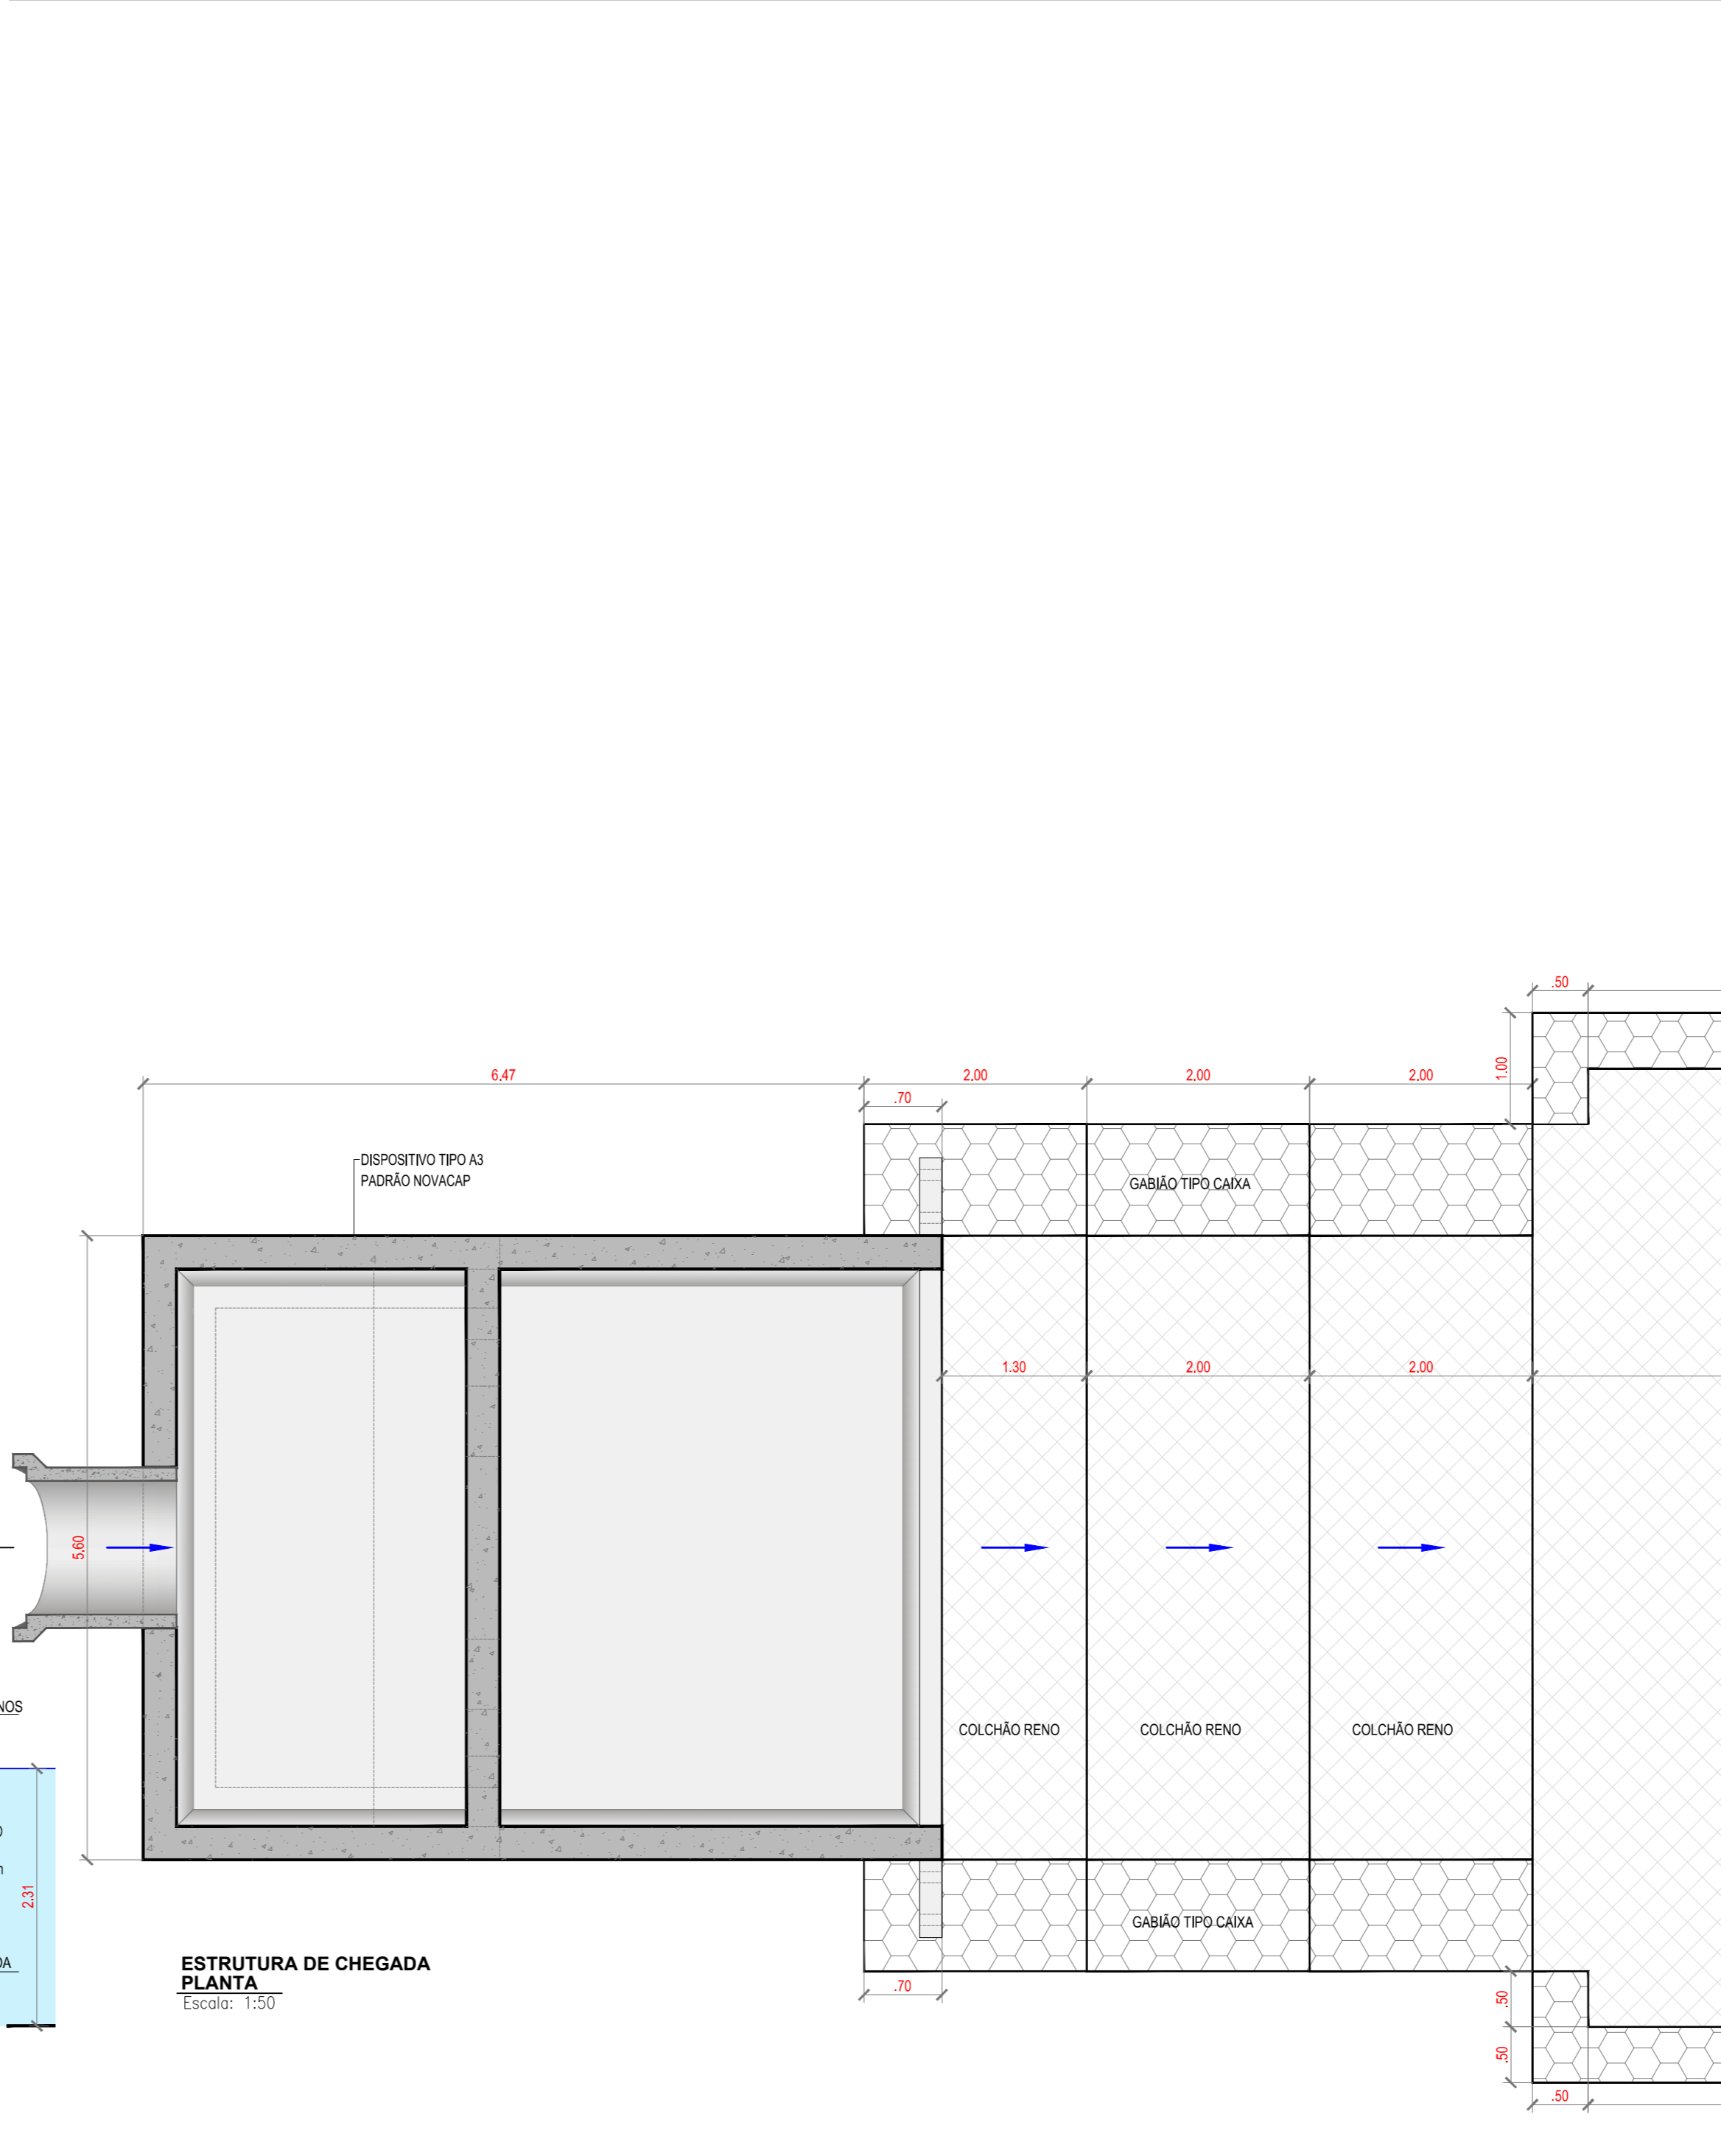 .50
1.00
6.47
2.00
2.00
2.00
.70
DISPOSITIVO TIPO A3
PADRÃO NOVACAP
GABIÃO TIPO CAIXA
1.30
2.00
2.00
5.60
NOS
COLCHÃO RENO
COLCHÃO RENO
COLCHÃO RENO
2.31
DA
GABIÃO TIPO CAIXA
ESTRUTURA DE CHEGADA
PLANTA
Escala: 1:50
.70
.50
.50
.50